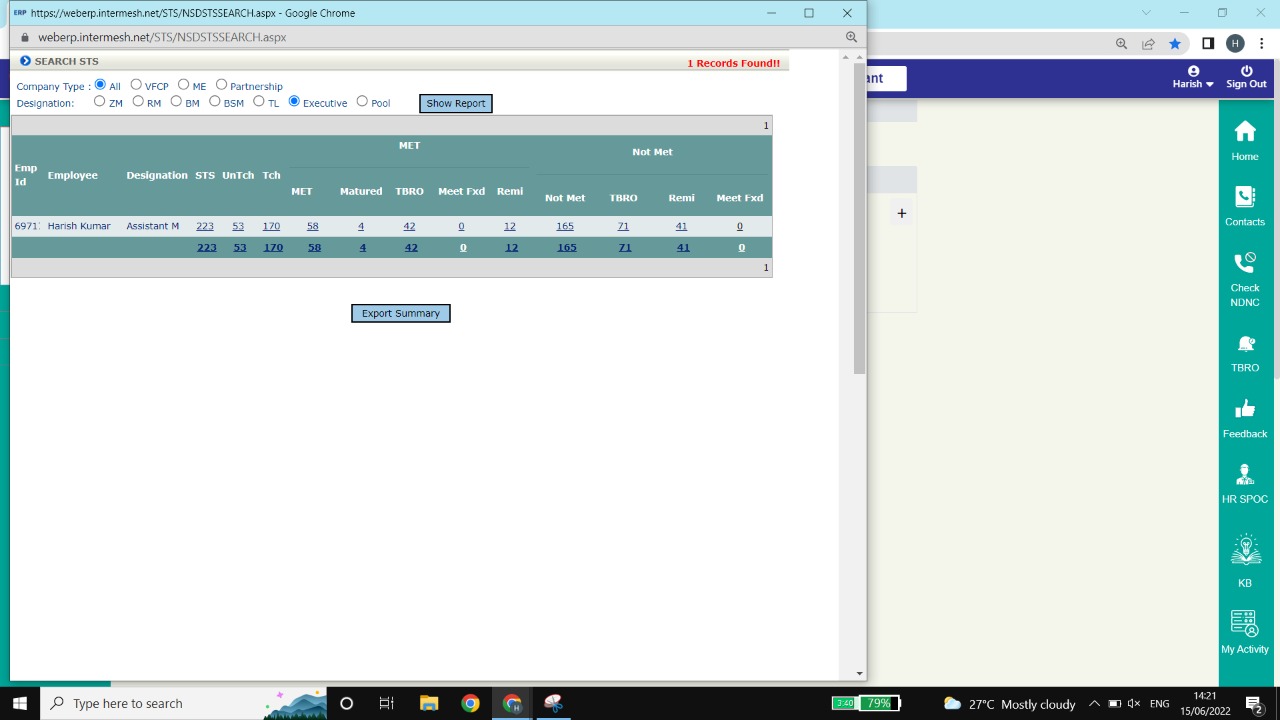 ERP https://weberp.intermesh.net/STS/NSDSTSSEARCH.aspx - Google Chrome
weberp.intermesh.net/STS/NSDSTSSEARCH.aspx
SEARCH STS
1 Records Found!!
Company Type : All VFCP ME Partnership
Designation: ZM RM BM BSM TL Executive Pool Show Report
1
MET Not Met
Emp Id Employee Designation STS UnTch Tch MET Matured TBRO Meet Fxd Remi Not Met TBRO Remi Meet Fxd
6971 Harish Kumar Assistant M 223 53 170 58 4 42 0 12 165 71 41 0
223 53 170 58 4 42 0 12 165 71 41 0
1
Export Summary
ant
H
Harish
Sign Out
+
Home
Contacts
Check
NDNC
TBRO
Feedback
HR SPOC
KB
My Activity
Type here to search
3:40 79%
27°C Mostly cloudy
ENG
14:21
15/06/2022
2